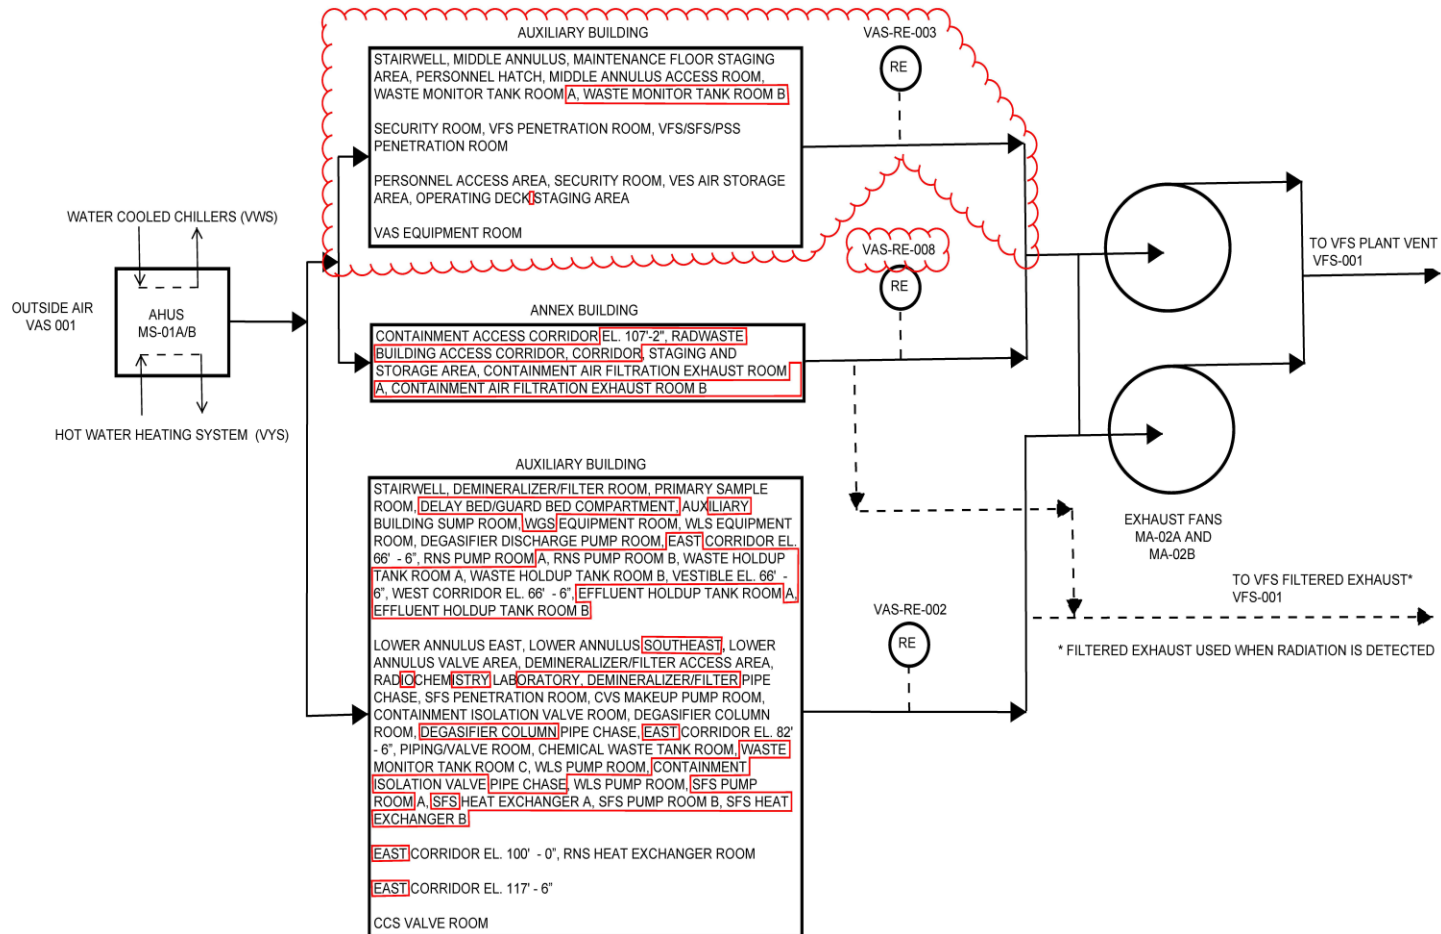 AUXILIARY BUILDING
VAS-RE-003
RE
STAIRWELL, MIDDLE ANNULUS, MAINTENANCE FLOOR STAGING
AREA, PERSONNEL HATCH, MIDDLE ANNULUS ACCESS ROOM,
WASTE MONITOR TANK ROOM A, WASTE MONITOR TANK ROOM B
SECURITY ROOM, VFS PENETRATION ROOM, VFS/SFS/PSS
PENETRATION ROOM
PERSONNEL ACCESS AREA, SECURITY ROOM, VES AIR STORAGE
AREA, OPERATING DECK STAGING AREA
VAS EQUIPMENT ROOM
WATER COOLED CHILLERS (VWS)
OUTSIDE AIR
VAS 001
AHUS
MS-01A/B
HOT WATER HEATING SYSTEM (VYS)
VAS-RE-008
RE
ANNEX BUILDING
CONTAINMENT ACCESS CORRIDOR EL. 107'-2", RADWASTE
BUILDING ACCESS CORRIDOR, CORRIDOR, STAGING AND
STORAGE AREA, CONTAINMENT AIR FILTRATION EXHAUST ROOM
A, CONTAINMENT AIR FILTRATION EXHAUST ROOM B
TO VFS PLANT VENT
VFS-001
EXHAUST FANS
MA-02A AND
MA-02B
AUXILIARY BUILDING
STAIRWELL, DEMINERALIZER/FILTER ROOM, PRIMARY SAMPLE
ROOM, DELAY BED/GUARD BED COMPARTMENT, AUXILIARY
BUILDING SUMP ROOM, WGS EQUIPMENT ROOM, WLS EQUIPMENT
ROOM, DEGASIFIER DISCHARGE PUMP ROOM, EAST CORRIDOR EL.
66' - 6", RNS PUMP ROOM A, RNS PUMP ROOM B, WASTE HOLDUP
TANK ROOM A, WASTE HOLDUP TANK ROOM B, VESTIBLE EL. 66' -
6", WEST CORRIDOR EL. 66' - 6", EFFLUENT HOLDUP TANK ROOM A,
EFFLUENT HOLDUP TANK ROOM B
LOWER ANNULUS EAST, LOWER ANNULUS SOUTHEAST, LOWER
ANNULUS VALVE AREA, DEMINERALIZER/FILTER ACCESS AREA,
RADIOCHEMISTRY LABORATORY, DEMINERALIZER/FILTER PIPE
CHASE, SFS PENETRATION ROOM, CVS MAKEUP PUMP ROOM,
CONTAINMENT ISOLATION VALVE ROOM, DEGASIFIER COLUMN
ROOM, DEGASIFIER COLUMN PIPE CHASE, EAST CORRIDOR EL. 82'
- 6", PIPING/VALVE ROOM, CHEMICAL WASTE TANK ROOM, WASTE
MONITOR TANK ROOM C, WLS PUMP ROOM, CONTAINMENT
ISOLATION VALVE PIPE CHASE, WLS PUMP ROOM, SFS PUMP
ROOM A, SFS HEAT EXCHANGER A, SFS PUMP ROOM B, SFS HEAT
EXCHANGER B
EAST CORRIDOR EL. 100' - 0", RNS HEAT EXCHANGER ROOM
EAST CORRIDOR EL. 117' - 6"
CCS VALVE ROOM
VAS-RE-002
RE
TO VFS FILTERED EXHAUST*
VFS-001
* FILTERED EXHAUST USED WHEN RADIATION IS DETECTED